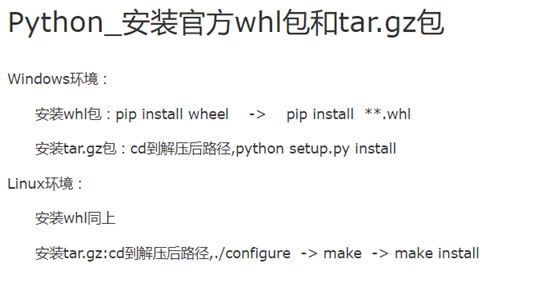 Python_安装官方whl包和tar.gz包
Windows环境：
安装whl包：pip install wheel    ->    pip install  **.whl
安装tar.gz包：cd到解压后路径,python setup.py install
Linux环境：
安装whl同上
安装tar.gz:cd到解压后路径,./configure  -> make  -> make install